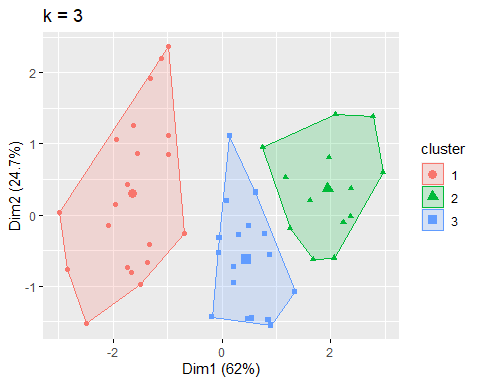 k = 3
Dim2 (24.7%)
2
1
0
-1
-2
0
2
Dim1 (62%)
cluster
1
2
3